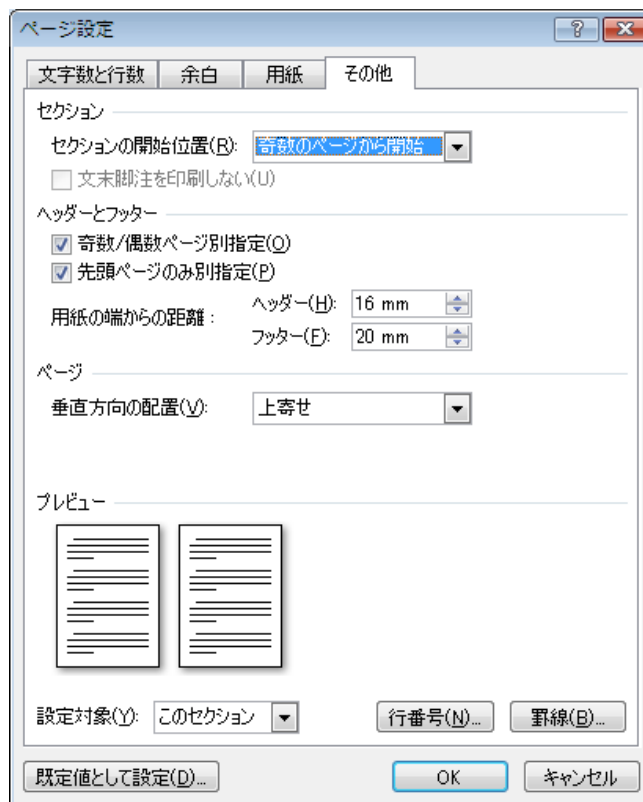 ページ設定
文字数と行数 余白 用紙 その他
セクション
セクションの開始位置(R): 奇数のページから開始
文末脚注を印刷しない(U)
ヘッダーとフッター
奇数/偶数ページ別指定(O)
先頭ページのみ別指定(P)
用紙の端からの距離: ヘッダー(H): 16 mm
フッター(F): 20 mm
ページ
垂直方向の配置(V): 上寄せ
プレビュー
設定対象(Y): このセクション 行番号(N)... 罫線(B)...
既定値として設定(D)... OK キャンセル